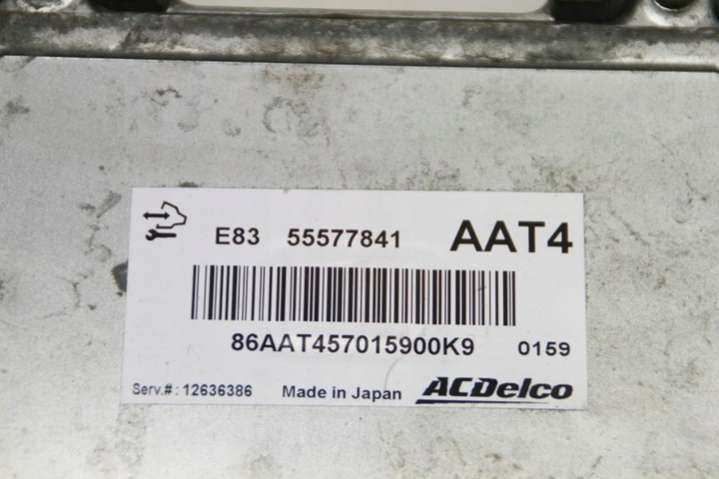 E83 55577841 AAT4
86AAT457015900K9 0159
Serv.#: 12636386 Made in Japan ACDelco